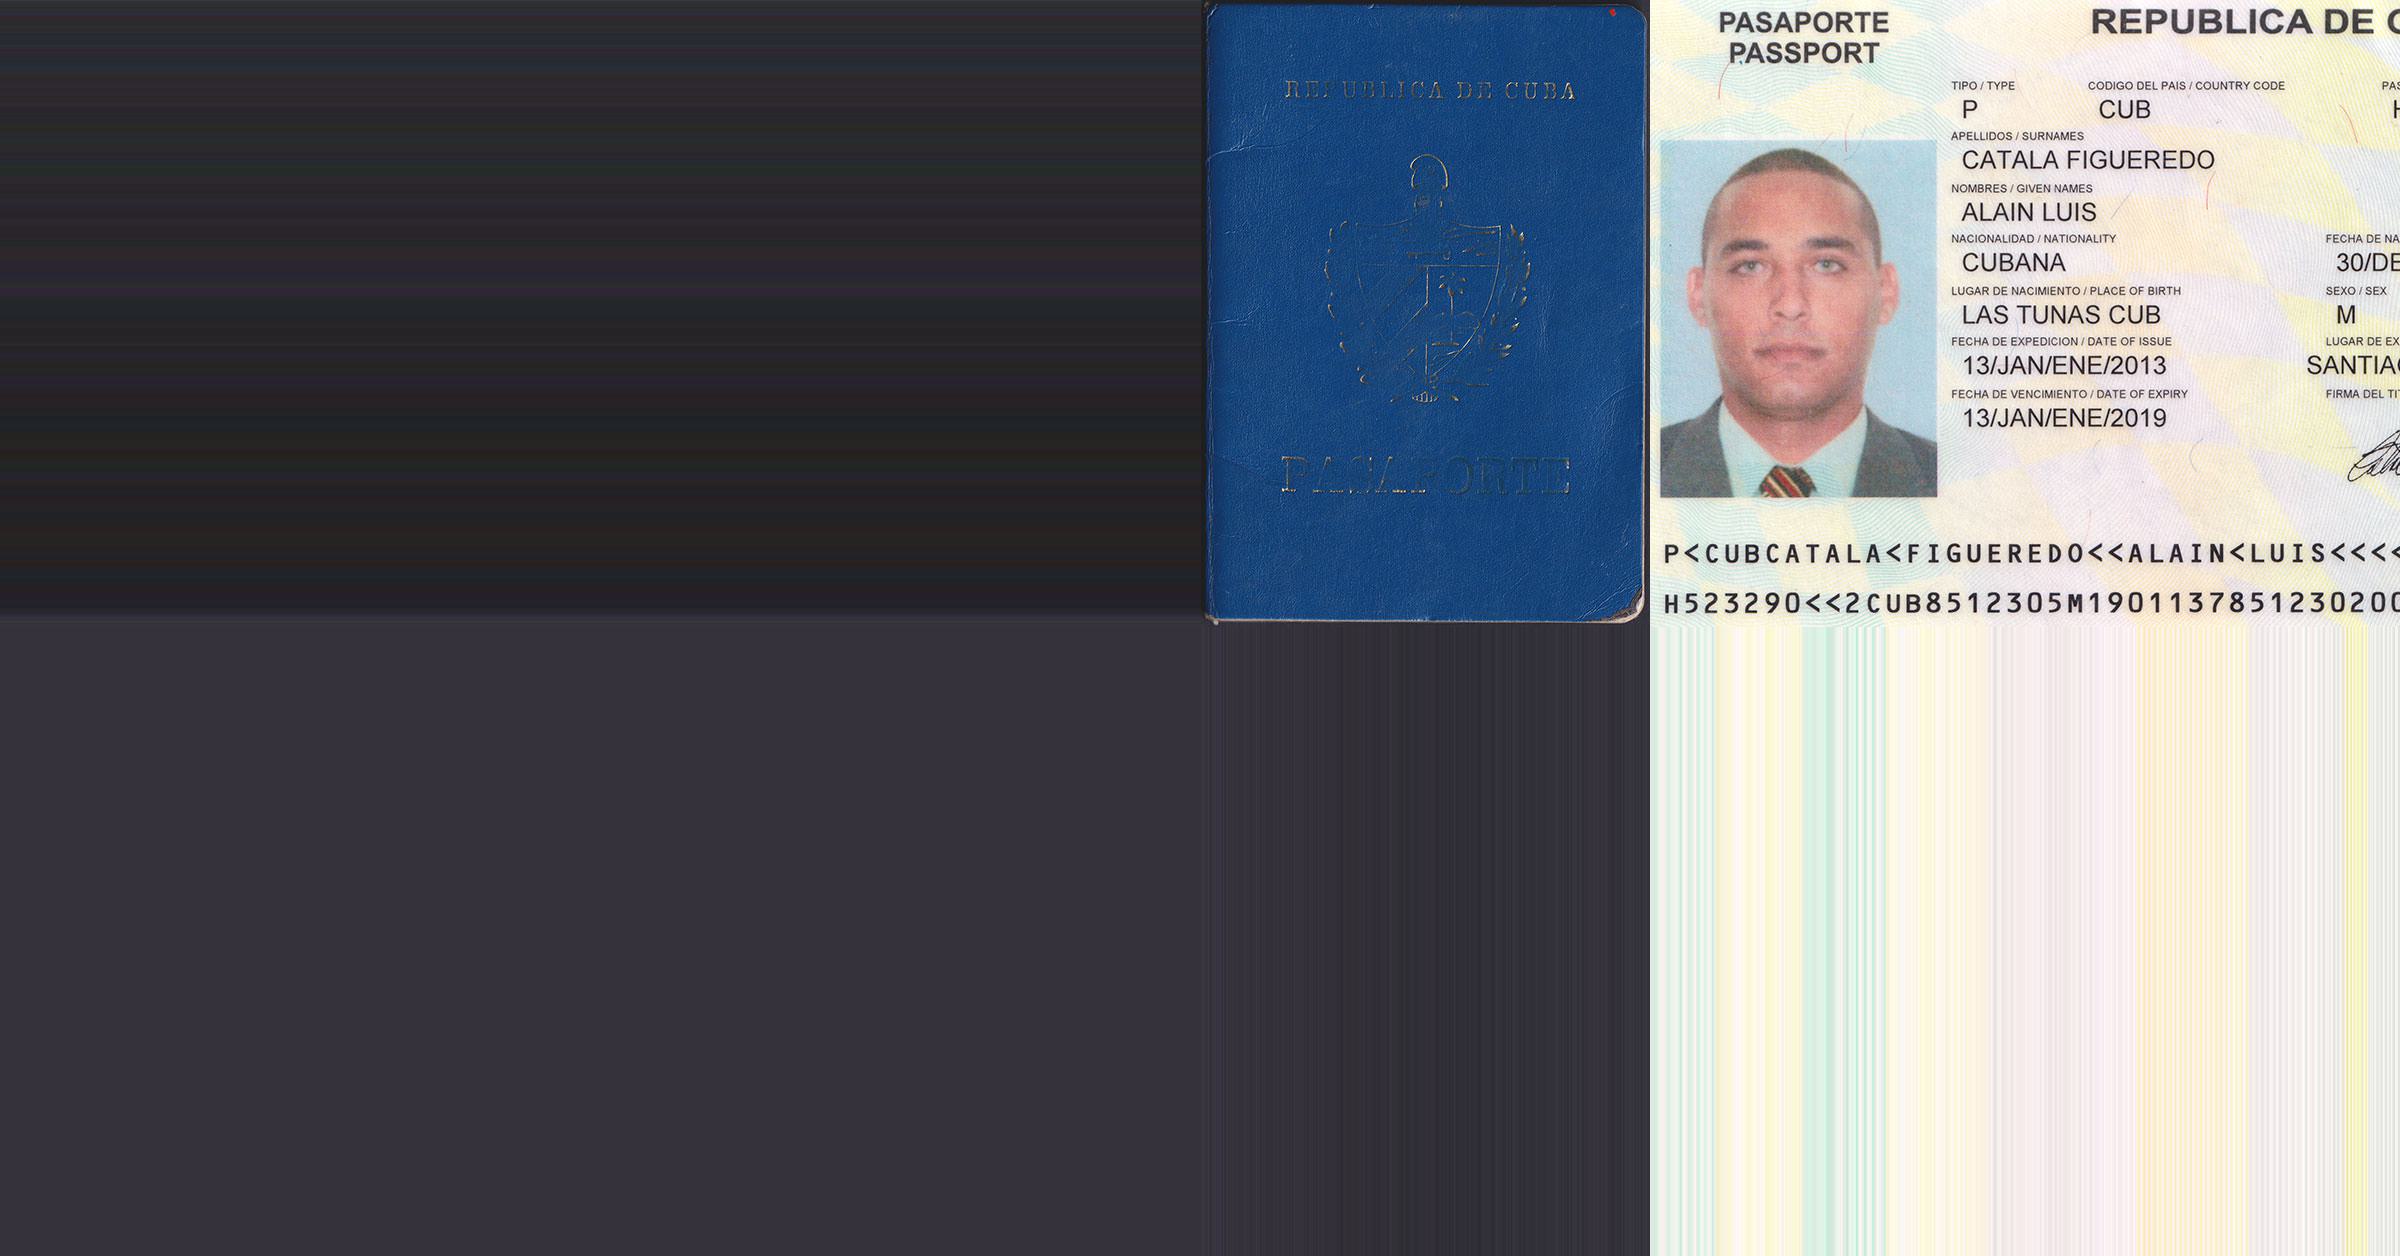 REPUBLICA DE CUBA
PASAPORTE
PASAPORTE
PASSPORT
REPUBLICA DE
TIPO / TYPE
CODIGO DEL PAIS / COUNTRY CODE
P
CUB
APELLIDOS / SURNAMES
CATALA FIGUEREDO
NOMBRES / GIVEN NAMES
ALAIN LUIS
NACIONALIDAD / NATIONALITY
FECHA DE NA
CUBANA
30/DE
LUGAR DE NACIMIENTO / PLACE OF BIRTH
SEXO / SEX
LAS TUNAS CUB
M
FECHA DE EXPEDICION / DATE OF ISSUE
LUGAR DE EX
13/JAN/ENE/2013
SANTIA
FECHA DE VENCIMIENTO / DATE OF EXPIRY
FIRMA DEL TI
13/JAN/ENE/2019
P<CUBCATALA<FIGUEREDO<<ALAIN<LUIS<<<<
H523290<<2CUB8512305M1901137851230200